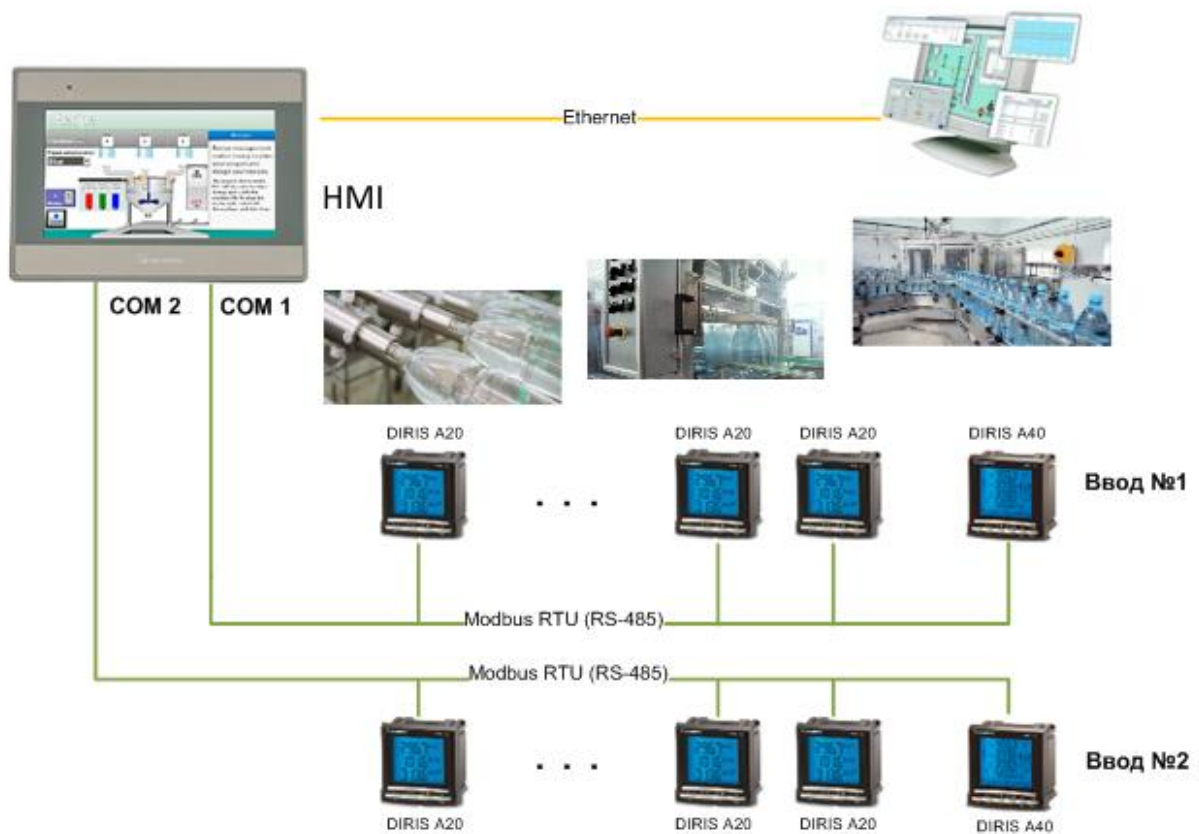 Ethernet
HMI
COM 2
COM 1
DIRIS A20
DIRIS A20
DIRIS A20
DIRIS A40
Ввод №1
. . .
Modbus RTU (RS-485)
Modbus RTU (RS-485)
. . .
Ввод №2
DIRIS A20
DIRIS A20
DIRIS A20
DIRIS A40